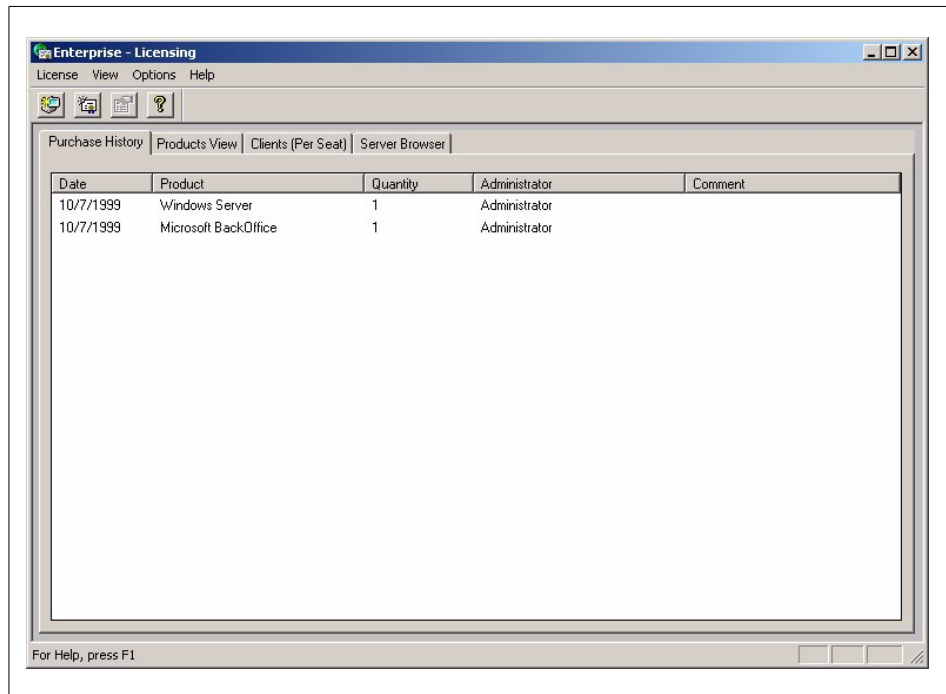 Enterprise - Licensing
License View Options Help
Purchase History Products View Clients (Per Seat) Server Browser
Date Product Quantity Administrator Comment
10/7/1999 Windows Server 1 Administrator
10/7/1999 Microsoft BackOffice 1 Administrator
For Help, press F1